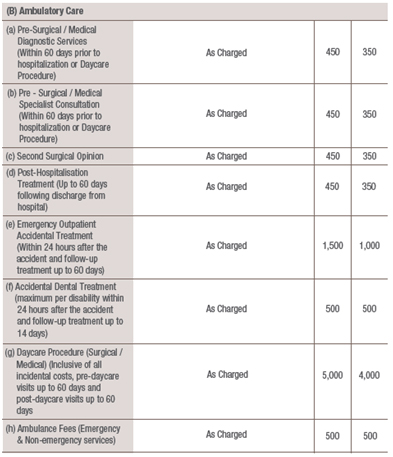 (B) Ambulatory Care
(a) Pre-Surgical / Medical
Diagnostic Services
(Within 60 days prior to
hospitalization or Daycare
Procedure)
As Charged 450 350
(b) Pre - Surgical / Medical
Specialist Consultation
(Within 60 days prior to
hospitalization or Daycare
Procedure)
As Charged 450 350
(c) Second Surgical Opinion As Charged 450 350
(d) Post-Hospitalisation
Treatment (Up to 60 days
following discharge from
hospital)
As Charged 450 350
(e) Emergency Outpatient
Accidental Treatment
(Within 24 hours after the
accident and follow-up
treatment up to 60 days)
As Charged 1,500 1,000
(f) Accidental Dental Treatment
(maximum per disability within
24 hours after the accident
and follow-up treatment up to
14 days)
As Charged 500 500
(g) Daycare Procedure (Surgical /
Medical) (Inclusive of all
incidental costs, pre-daycare
visits up to 60 days and
post-daycare visits up to 60
days
As Charged 5,000 4,000
(h) Ambulance Fees (Emergency
& Non-emergency services)
As Charged 500 500